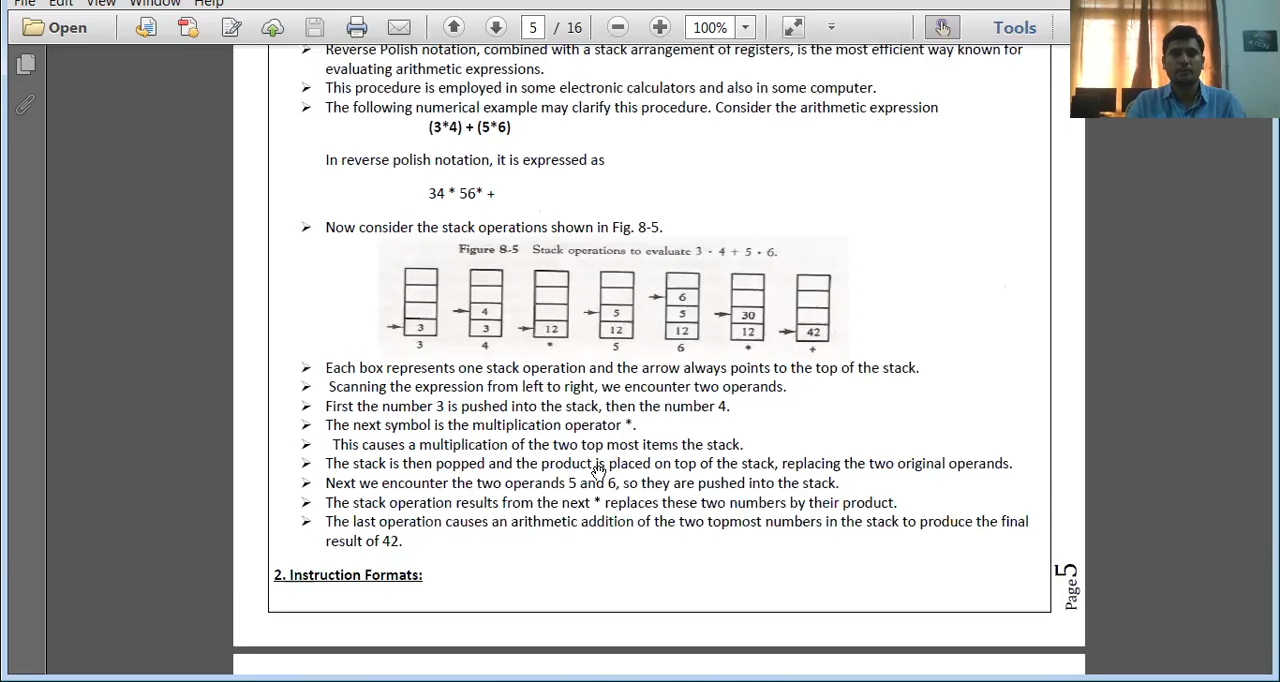 File Edit View Window Help
Open 5 / 16 100% Tools
Reverse Polish notation, combined with a stack arrangement of registers, is the most efficient way known for
evaluating arithmetic expressions.
This procedure is employed in some electronic calculators and also in some computer.
The following numerical example may clarify this procedure. Consider the arithmetic expression
(3*4) + (5*6)
In reverse polish notation, it is expressed as
34 * 56* +
Now consider the stack operations shown in Fig. 8-5.
Figure 8-5 Stack operations to evaluate 3 · 4 + 5 · 6.
6
4 5 5 30
3 3 12 12 12 12 42
3 4 * 5 6 * +
Each box represents one stack operation and the arrow always points to the top of the stack.
Scanning the expression from left to right, we encounter two operands.
First the number 3 is pushed into the stack, then the number 4.
The next symbol is the multiplication operator *.
This causes a multiplication of the two top most items the stack.
The stack is then popped and the product is placed on top of the stack, replacing the two original operands.
Next we encounter the two operands 5 and 6, so they are pushed into the stack.
The stack operation results from the next * replaces these two numbers by their product.
The last operation causes an arithmetic addition of the two topmost numbers in the stack to produce the final
result of 42.
2. Instruction Formats:
Page 5